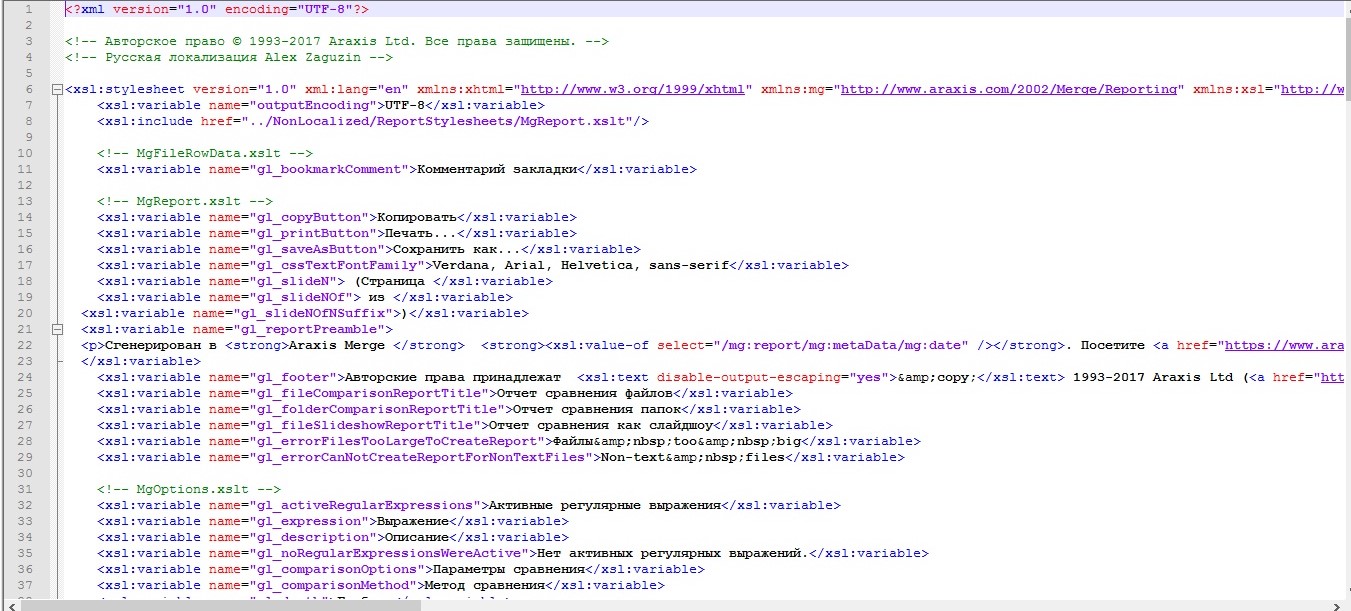 1 <?xml version="1.0" encoding="UTF-8"?>
2
3 <!-- Авторское право © 1993-2017 Araxis Ltd. Все права защищены. -->
4 <!-- Русская локализация Alex Zaguzin -->
5
6 <xsl:stylesheet version="1.0" xml:lang="en" xmlns:xhtml="http://www.w3.org/1999/xhtml" xmlns:mg="http://www.araxis.com/2002/Merge/Reporting" xmlns:xsl="http://w
7 <xsl:variable name="outputEncoding">UTF-8</xsl:variable>
8 <xsl:include href="../NonLocalized/ReportStylesheets/MgReport.xslt"/>
9
10 <!-- MgFileRowData.xslt -->
11 <xsl:variable name="gl_bookmarkComment">Комментарий закладки</xsl:variable>
12
13 <!-- MgReport.xslt -->
14 <xsl:variable name="gl_copyButton">Копировать</xsl:variable>
15 <xsl:variable name="gl_printButton">Печать...</xsl:variable>
16 <xsl:variable name="gl_saveAsButton">Сохранить как...</xsl:variable>
17 <xsl:variable name="gl_cssTextFontFamily">Verdana, Arial, Helvetica, sans-serif</xsl:variable>
18 <xsl:variable name="gl_slideN"> (Страница </xsl:variable>
19 <xsl:variable name="gl_slideNOf"> из </xsl:variable>
20 <xsl:variable name="gl_slideNOfNSuffix">)</xsl:variable>
21 <xsl:variable name="gl_reportPreamble">
22 <p>Сгенерирован в <strong>Araxis Merge </strong> <strong><xsl:value-of select="/mg:report/mg:metaData/mg:date" /></strong>. Посетите <a href="https://www.ara
23 </xsl:variable>
24 <xsl:variable name="gl_footer">Авторские права принадлежат <xsl:text disable-output-escaping="yes">&amp;copy;</xsl:text> 1993-2017 Araxis Ltd (<a href="htt
25 <xsl:variable name="gl_fileComparisonReportTitle">Отчет сравнения файлов</xsl:variable>
26 <xsl:variable name="gl_folderComparisonReportTitle">Отчет сравнения папок</xsl:variable>
27 <xsl:variable name="gl_fileSlideshowReportTitle">Отчет сравнения как слайдшоу</xsl:variable>
28 <xsl:variable name="gl_errorFilesTooLargeToCreateReport">Файлы&amp;nbsp;too&amp;nbsp;big</xsl:variable>
29 <xsl:variable name="gl_errorCanNotCreateReportForNonTextFiles">Non-text&amp;nbsp;files</xsl:variable>
30
31 <!-- MgOptions.xslt -->
32 <xsl:variable name="gl_activeRegularExpressions">Активные регулярные выражения</xsl:variable>
33 <xsl:variable name="gl_expression">Выражение</xsl:variable>
34 <xsl:variable name="gl_description">Описание</xsl:variable>
35 <xsl:variable name="gl_noRegularExpressionsWereActive">Нет активных регулярных выражений.</xsl:variable>
36 <xsl:variable name="gl_comparisonOptions">Параметры сравнения</xsl:variable>
37 <xsl:variable name="gl_comparisonMethod">Метод сравнения</xsl:variable>